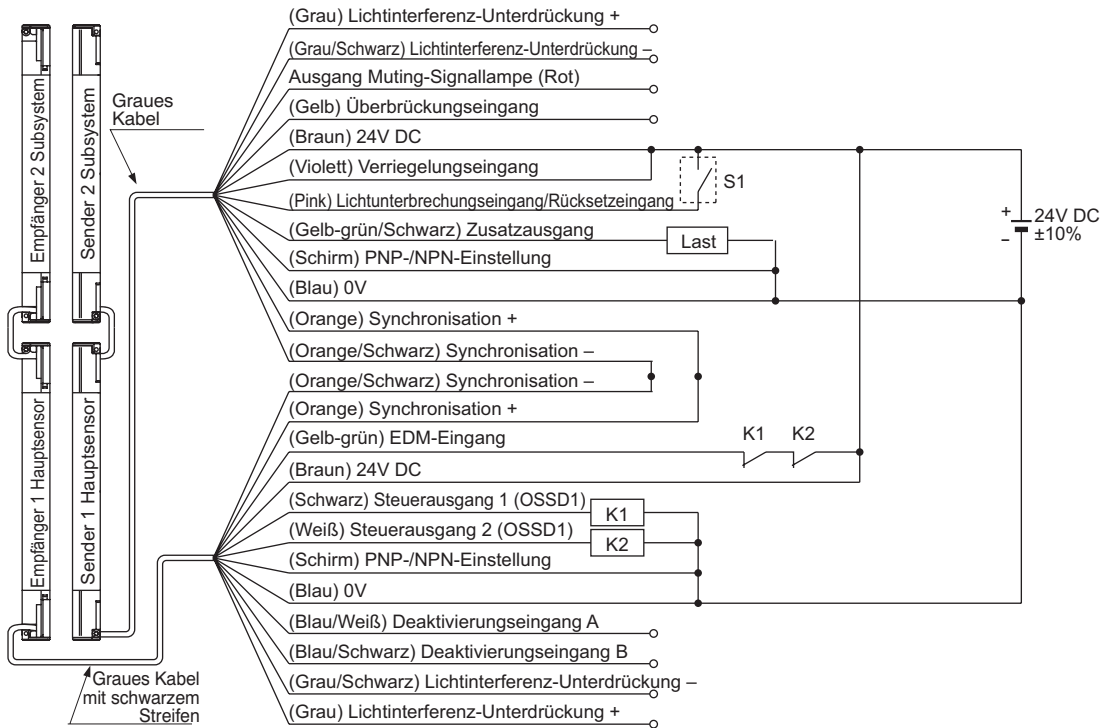 Empfänger 2 Subsystem
Sender 2 Subsystem
Empfänger 1 Hauptsensor
Sender 1 Hauptsensor
Graues
Kabel
(Grau) Lichtinterferenz-Unterdrückung +
(Grau/Schwarz) Lichtinterferenz-Unterdrückung –
Ausgang Muting-Signallampe (Rot)
(Gelb) Überbrückungseingang
(Braun) 24V DC
(Violett) Verriegelungseingang
S1
(Pink) Lichtunterbrechungseingang/Rücksetzeingang
(Gelb-grün/Schwarz) Zusatzausgang
Last
+
–
24V DC
±10%
(Schirm) PNP-/NPN-Einstellung
(Blau) 0V
(Orange) Synchronisation +
(Orange/Schwarz) Synchronisation –
(Orange/Schwarz) Synchronisation –
(Orange) Synchronisation +
(Gelb-grün) EDM-Eingang
K1 K2
(Braun) 24V DC
(Schwarz) Steuerausgang 1 (OSSD1)
K1
(Weiß) Steuerausgang 2 (OSSD1)
K2
(Schirm) PNP-/NPN-Einstellung
(Blau) 0V
(Blau/Weiß) Deaktivierungseingang A
(Blau/Schwarz) Deaktivierungseingang B
(Grau/Schwarz) Lichtinterferenz-Unterdrückung –
(Grau) Lichtinterferenz-Unterdrückung +
Graues Kabel
mit schwarzem
Streifen